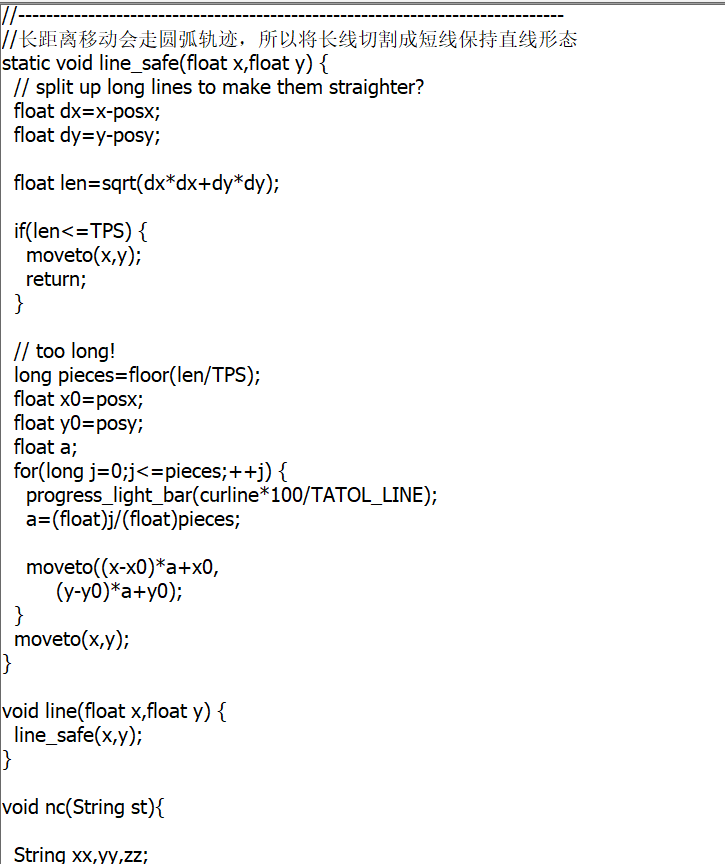 //------------------------------------------------------------------------------
//长距离移动会走圆弧轨迹，所以将长线切割成短线保持直线形态
static void line_safe(float x,float y) {
  // split up long lines to make them straighter?
  float dx=x-posx;
  float dy=y-posy;

  float len=sqrt(dx*dx+dy*dy);

  if(len<=TPS) {
    moveto(x,y);
    return;
  }

  // too long!
  long pieces=floor(len/TPS);
  float x0=posx;
  float y0=posy;
  float a;
  for(long j=0;j<=pieces;++j) {
    progress_light_bar(curline*100/TATOL_LINE);
    a=(float)j/(float)pieces;

    moveto((x-x0)*a+x0,
         (y-y0)*a+y0);
  }
  moveto(x,y);
}

void line(float x,float y) {
  line_safe(x,y);
}

void nc(String st){

  String xx,yy,zz;